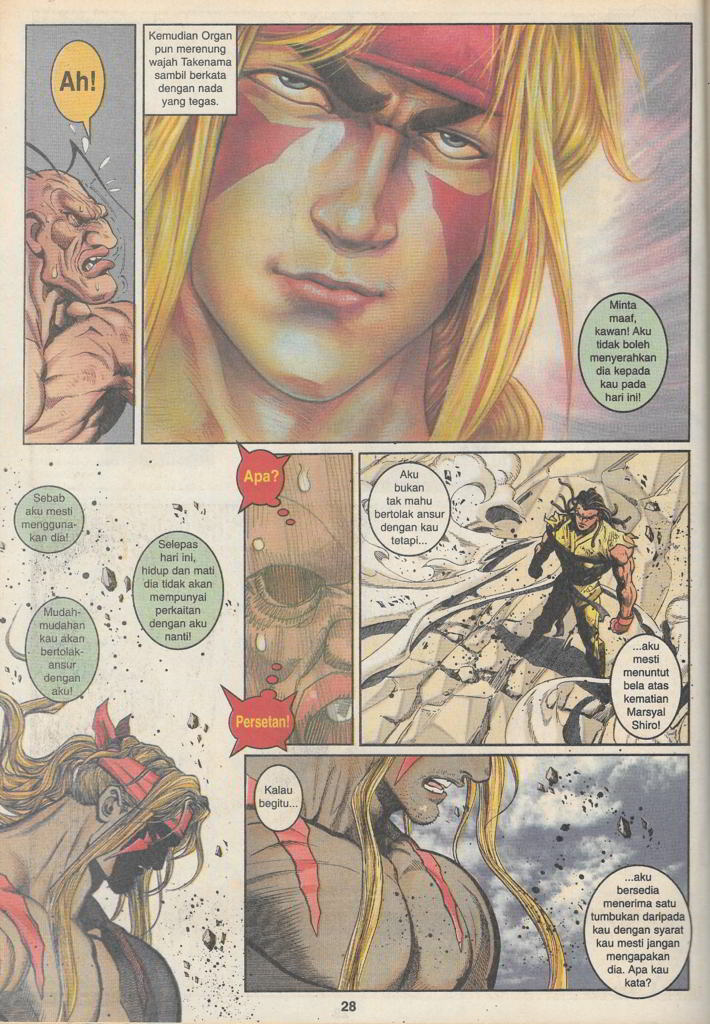 Ah!
Kemudian Organ
pun merenung
wajah Takenama
sambil berkata
dengan nada
yang tegas.
Minta
maaf,
kawan! Aku
tidak boleh
menyerahkan
dia kepada
kau pada
hari ini!
Sebab
aku mesti
mengguna-
kan dia!
Selepas
hari ini,
hidup dan mati
dia tidak akan
mempunyai
perkaitan
dengan aku
nanti!
Mudah-
mudahan
kau akan
bertolak-
ansur
dengan
aku!
Apa?
Persetan!
Aku
bukan
tak mahu
bertolak ansur
dengan kau
tetapi...
...aku
mesti
menuntut
bela atas
kematian
Marsyal
Shiro!
Kalau
begitu...
...aku
bersedia
menerima satu
tumbukan daripada
kau dengan syarat
kau mesti jangan
mengapakan
dia. Apa kau
kata?
28